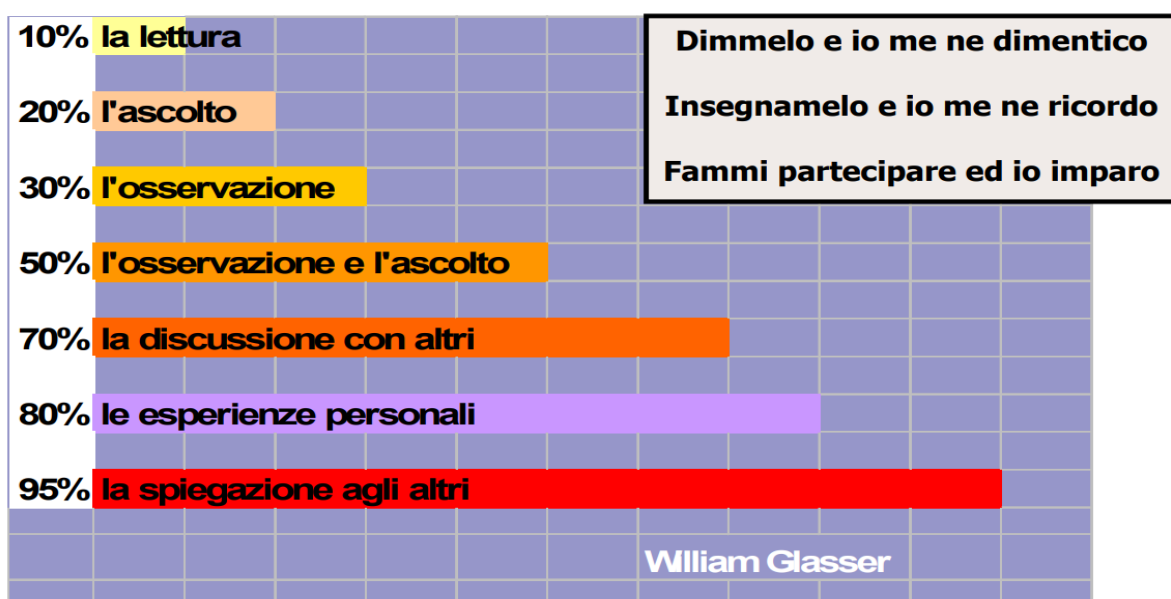 10% la lettura
20% l'ascolto
30% l'osservazione
50% l'osservazione e l'ascolto
70% la discussione con altri
80% le esperienze personali
95% la spiegazione agli altri
Dimmelo e io me ne dimentico
Insegnamelo e io me ne ricordo
Fammi partecipare ed io imparo
William Glasser